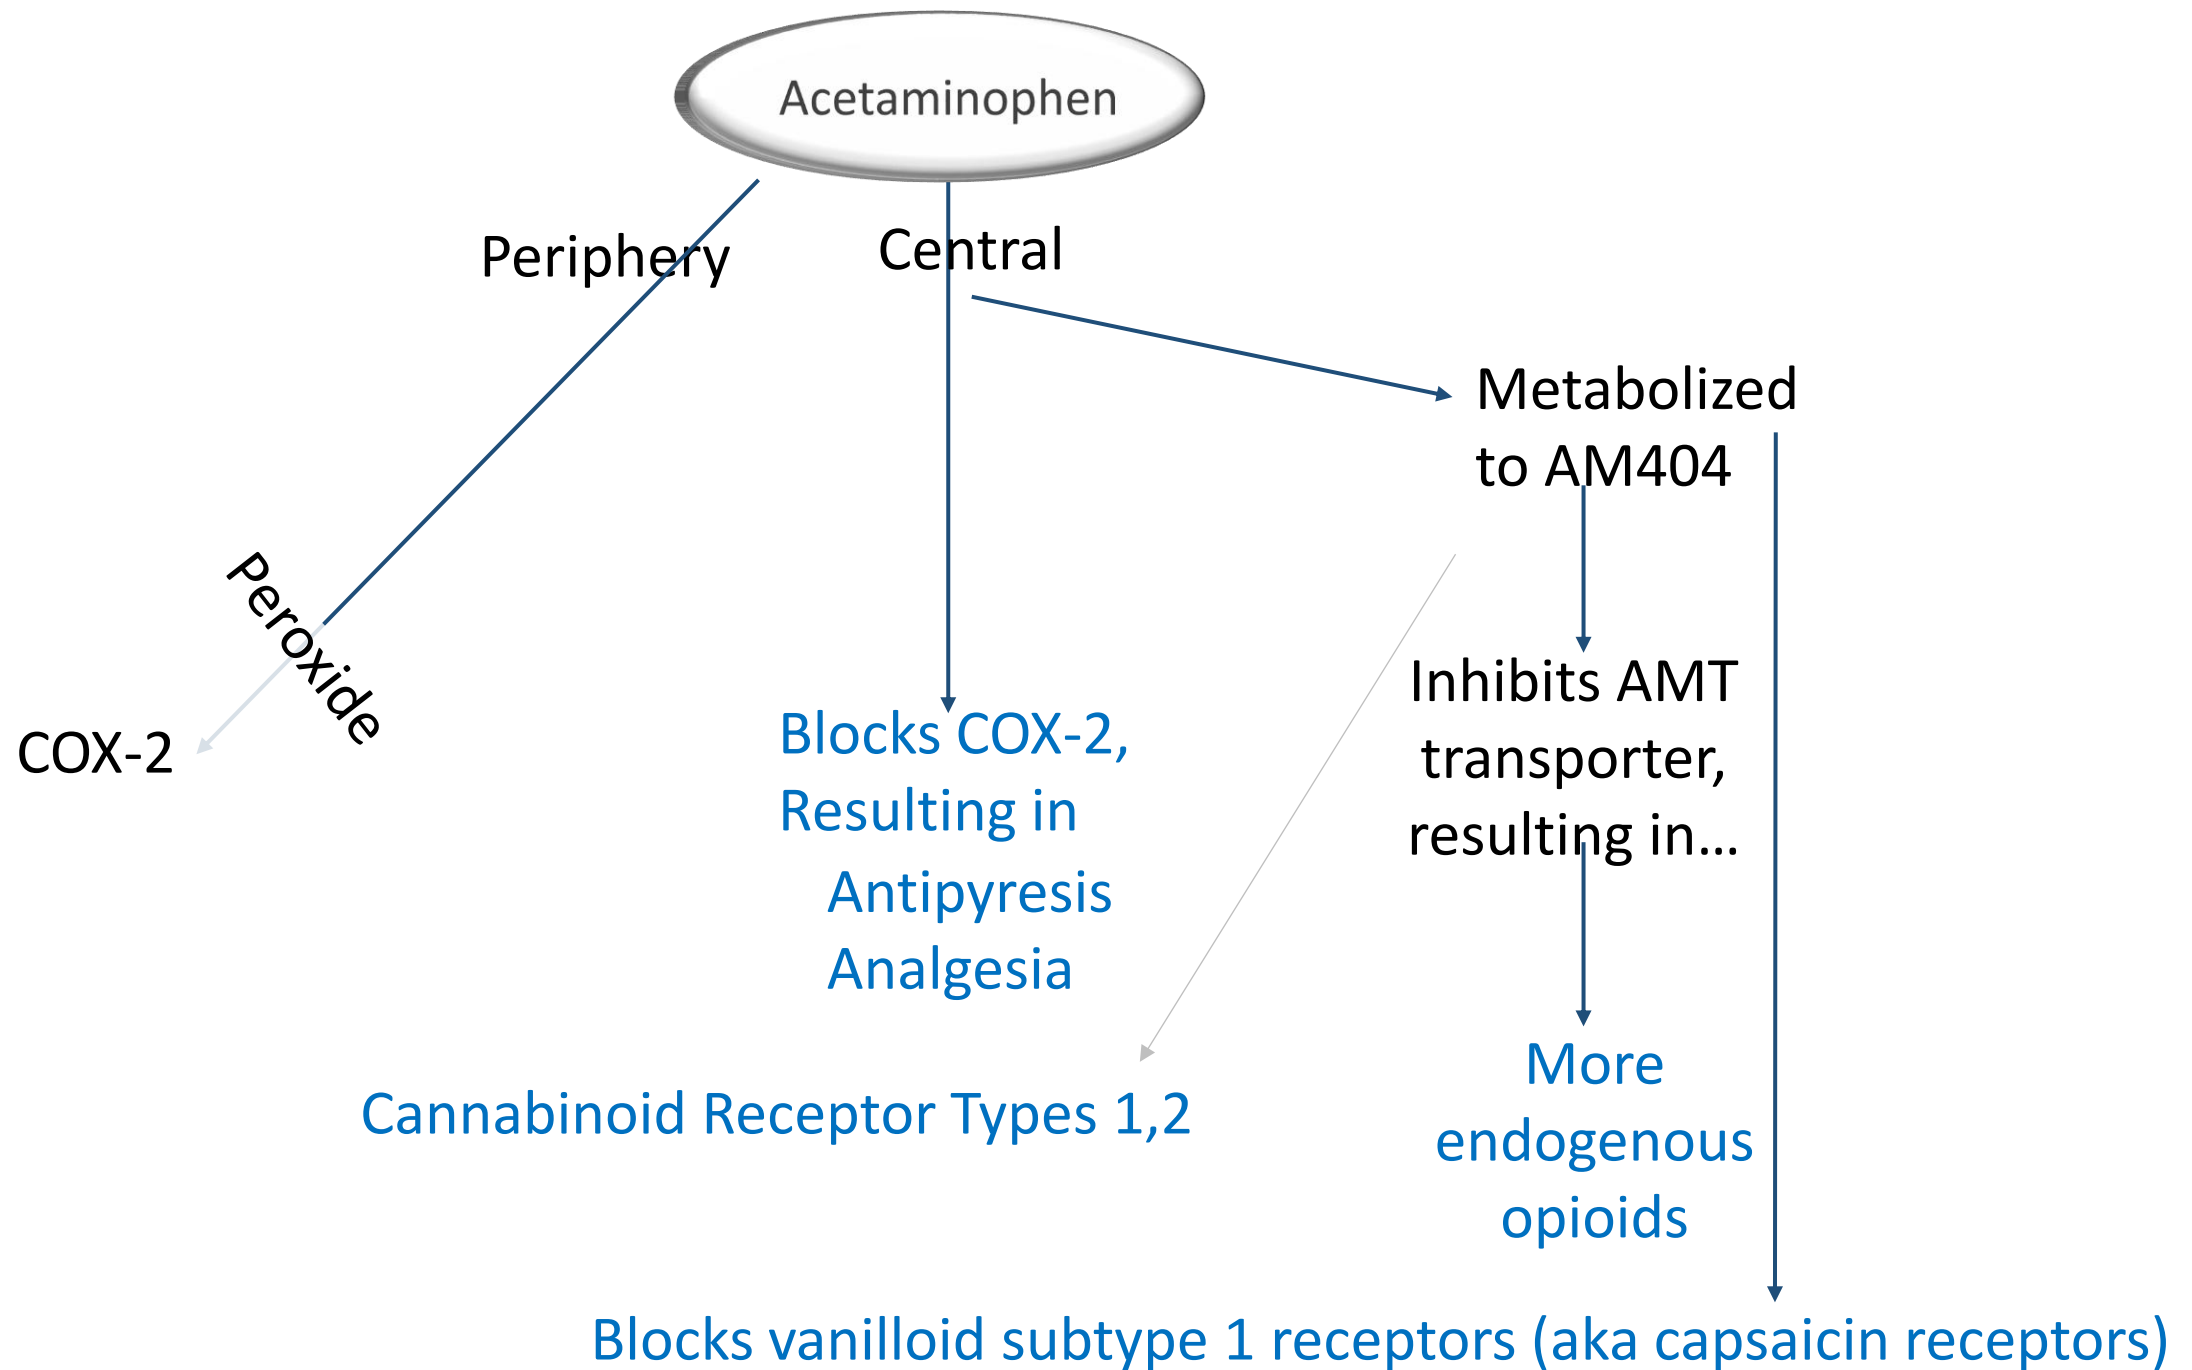 Acetaminophen
Periphery
Central
Metabolized
to AM404
Peroxide
COX-2
Blocks COX-2,
Resulting in
Antipyresis
Analgesia
Inhibits AMT
transporter,
resulting in…
Cannabinoid Receptor Types 1,2
More
endogenous
opioids
Blocks vanilloid subtype 1 receptors (aka capsaicin receptors)